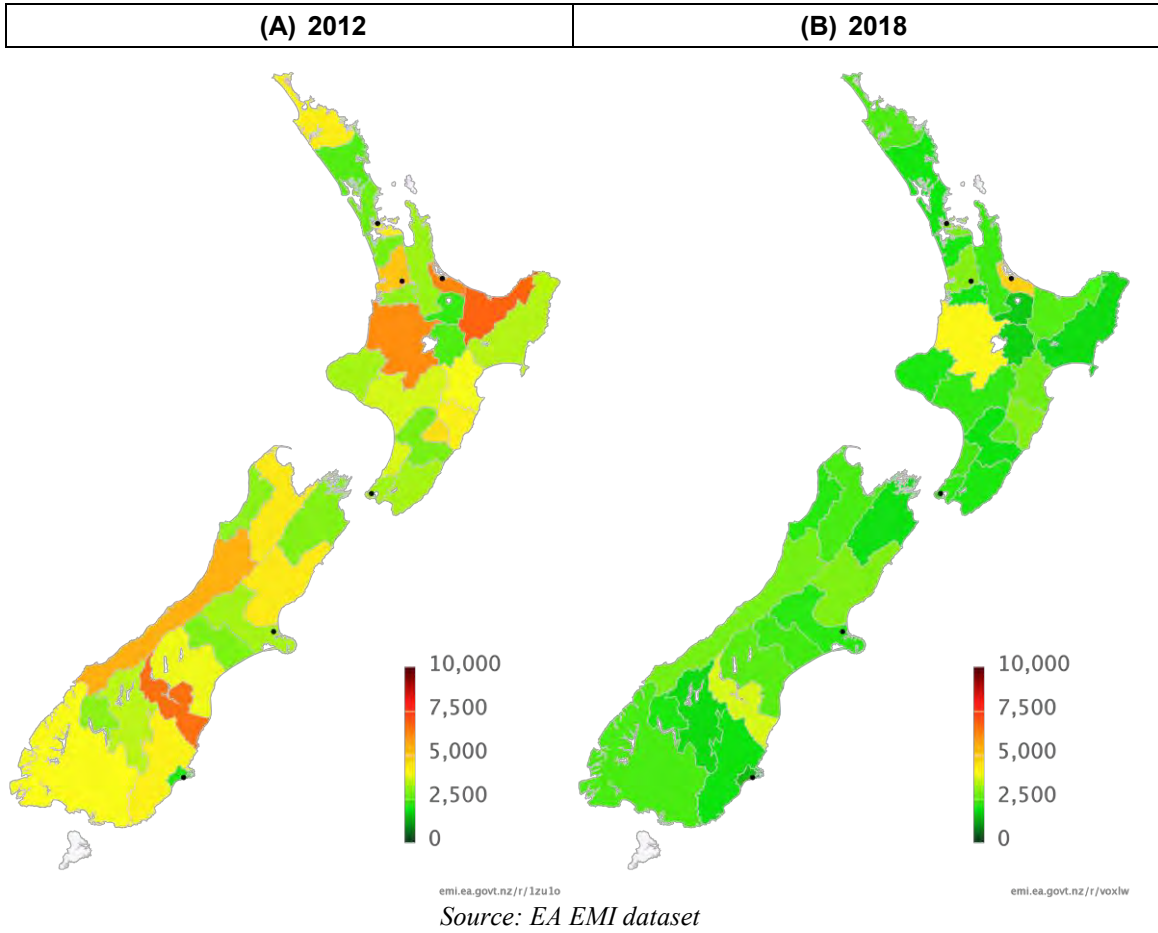 (A) 2012
(B) 2018
10,000
7,500
5,000
2,500
0
10,000
7,500
5,000
2,500
0
emi.ea.govt.nz/r/1zu1o
emi.ea.govt.nz/r/voxlw
Source: EA EMI dataset